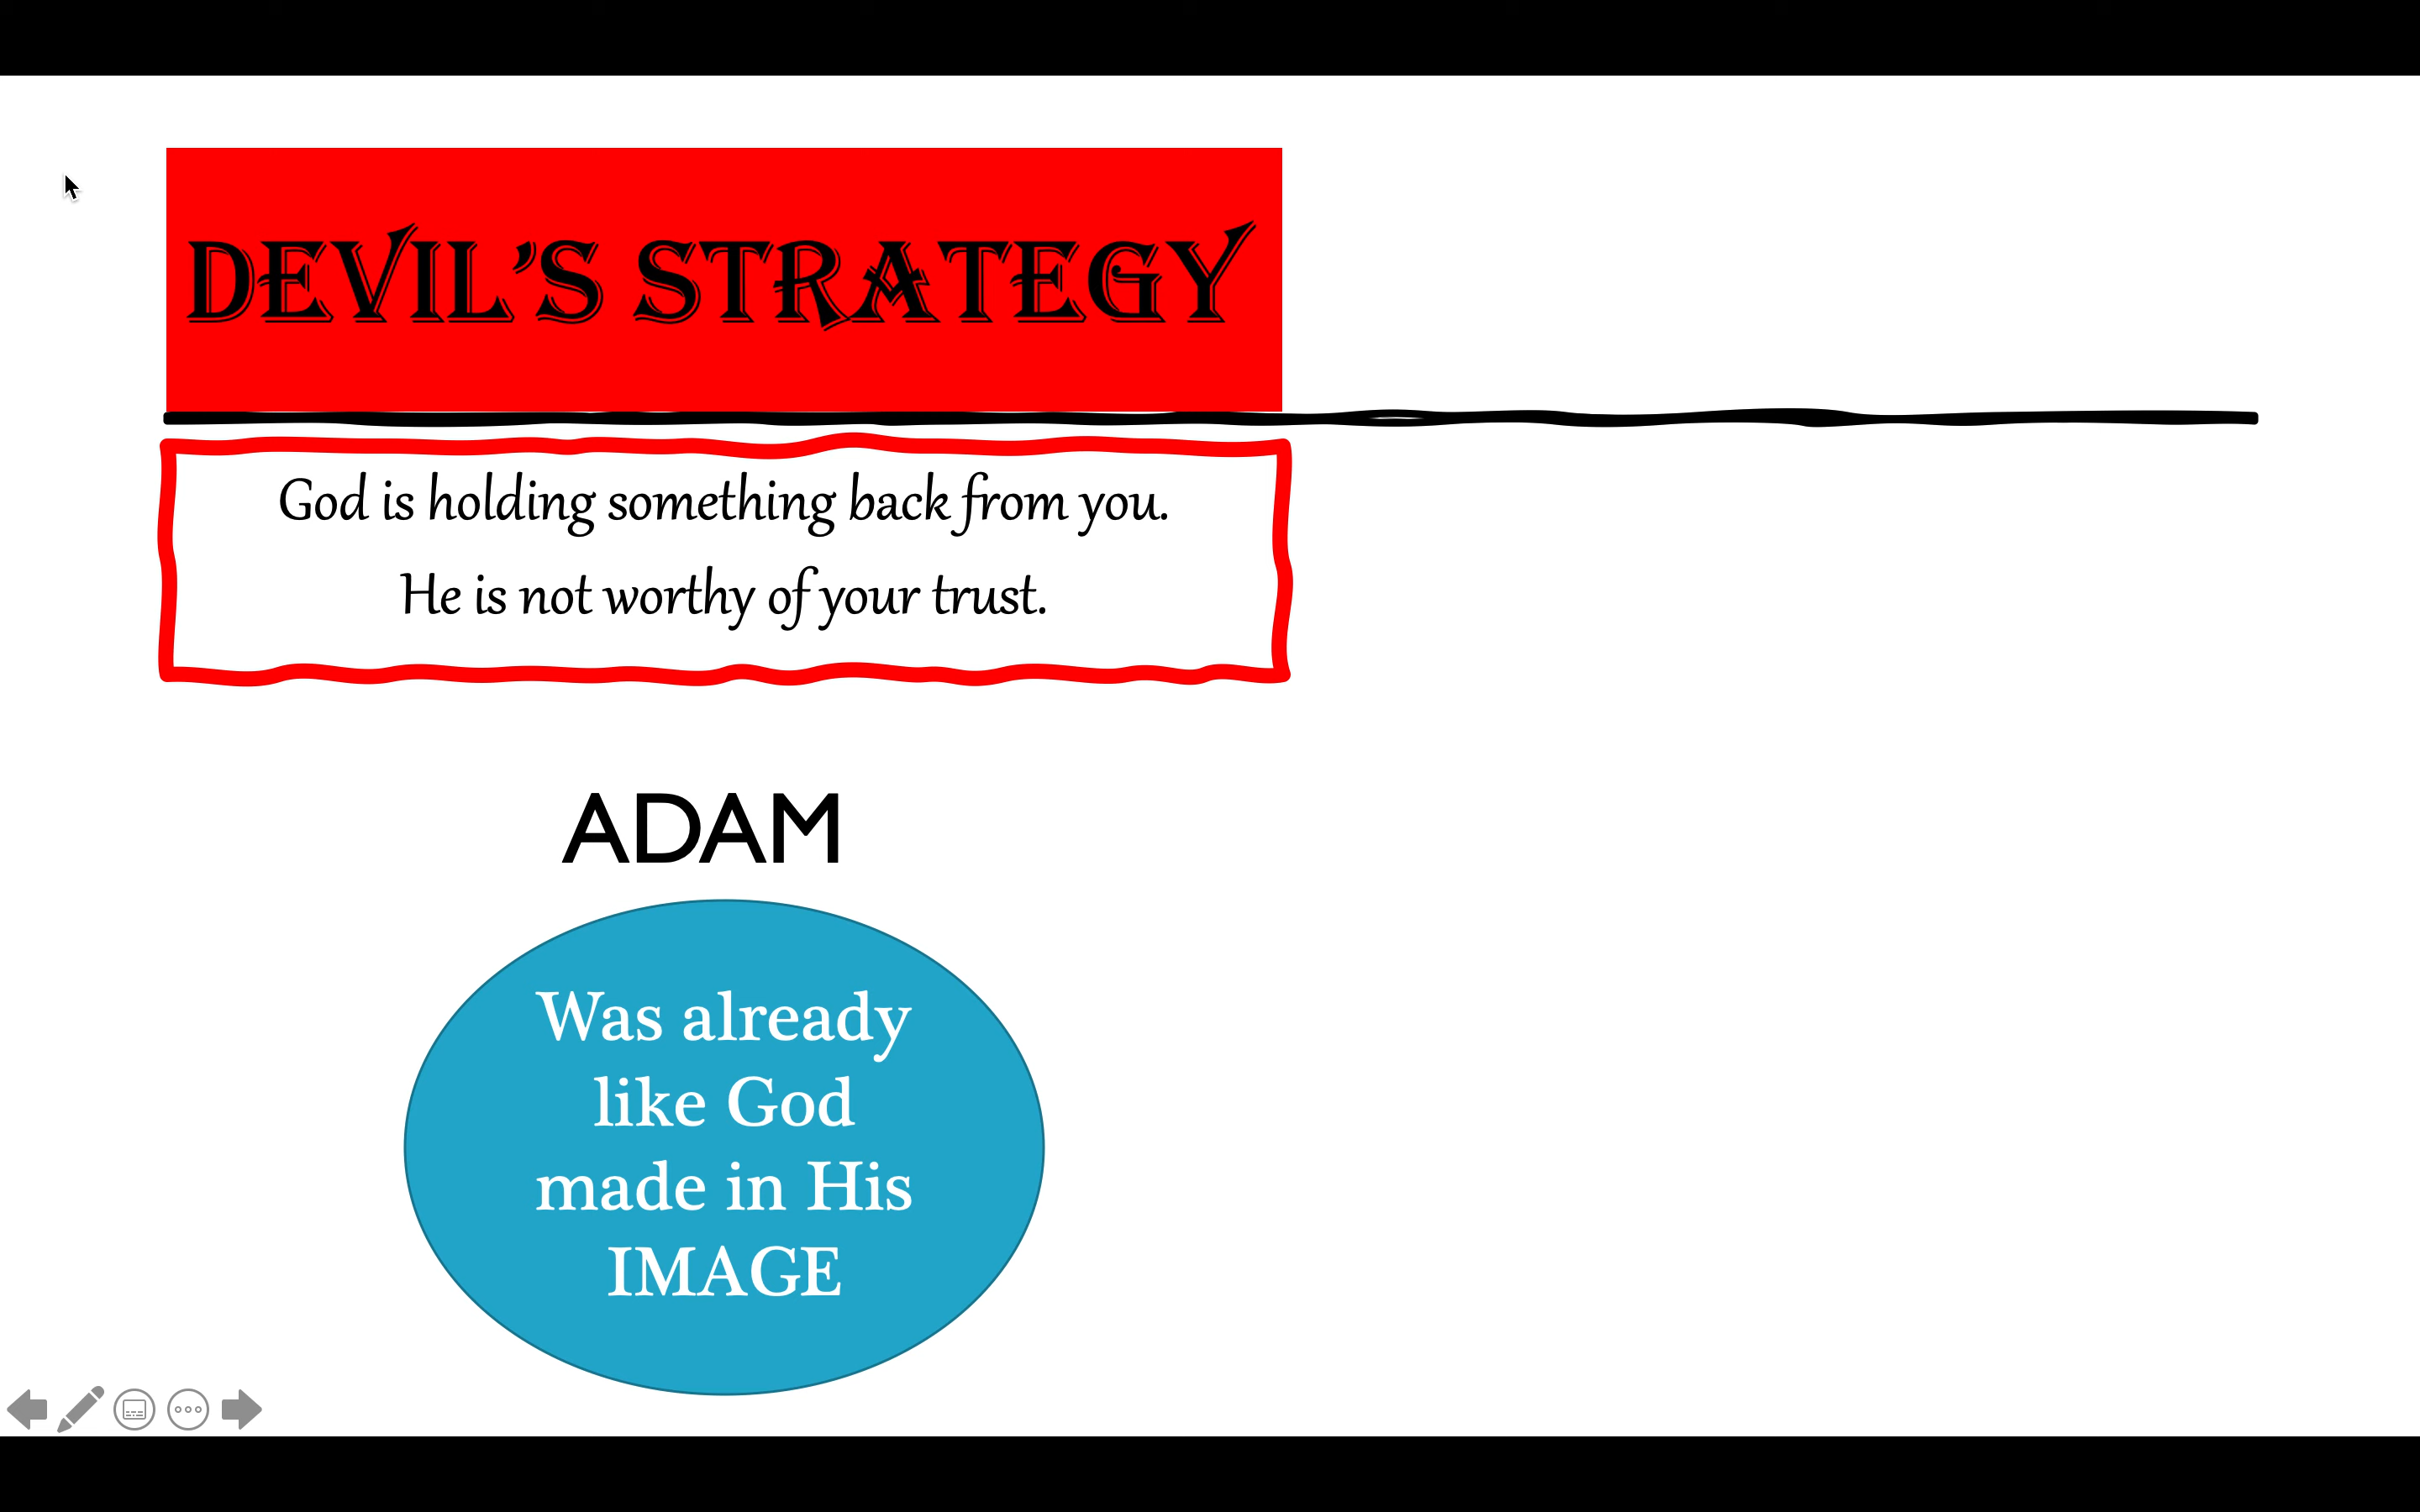 DEVIL'S STRATEGY
God is holding something back from you.
He is not worthy of your trust.
ADAM
Was already
like God
made in His
IMAGE